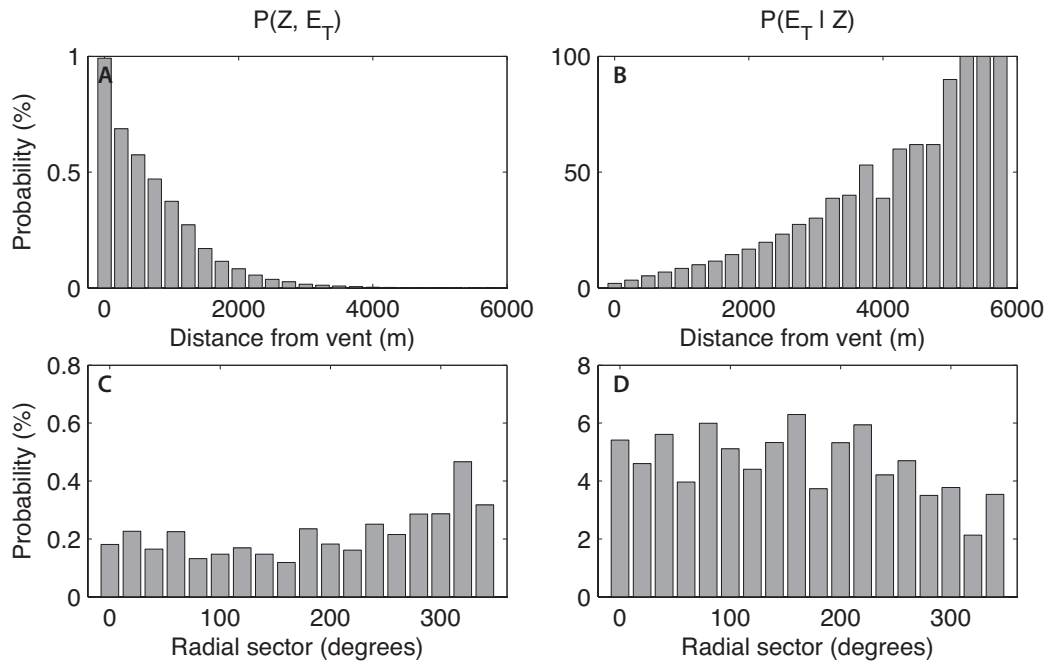 P(Z, E_T)
P(E_T | Z)
A
B
1
0.5
0
Probability (%)
0 2000 4000 6000
Distance from vent (m)
100
50
0
0 2000 4000 6000
Distance from vent (m)
C
D
0.8
0.6
0.4
0.2
0
Probability (%)
0 100 200 300
Radial sector (degrees)
8
6
4
2
0
0 100 200 300
Radial sector (degrees)